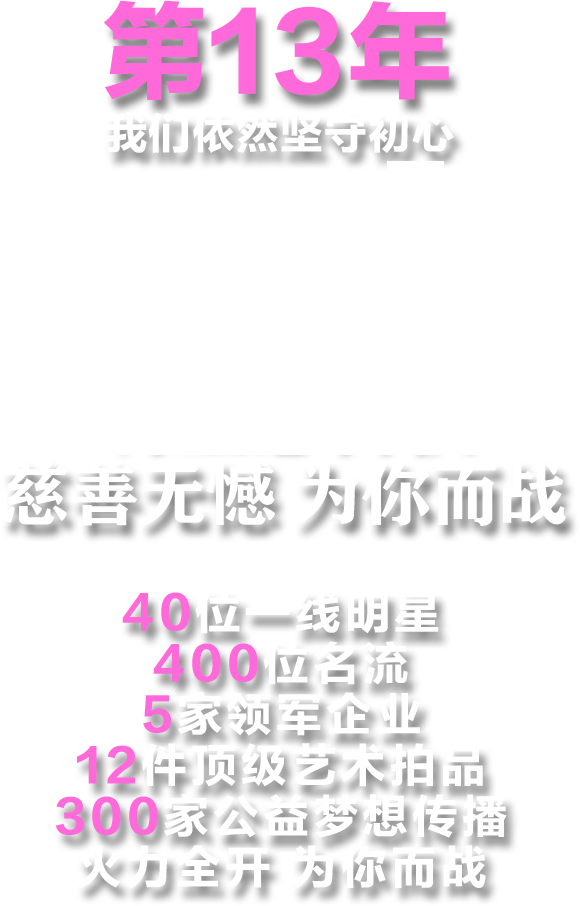 第13年
我们依然坚守初心
慈善无憾 为你而战
40位一线明星
400位名流
5家领军企业
12件顶级艺术拍品
300家公益梦想传播
火力全开 为你而战